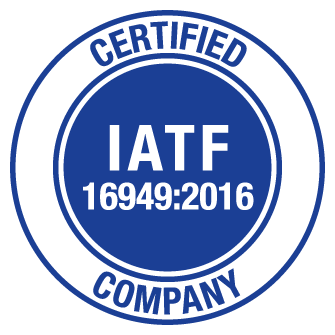 CERTIFIED
IATF
16949:2016
COMPANY